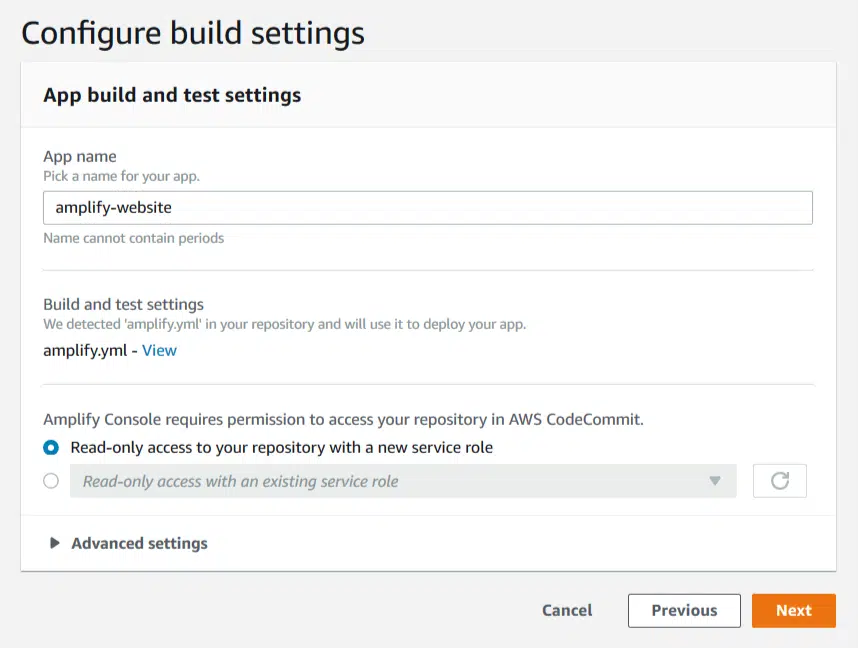 Configure build settings
App build and test settings
App name
Pick a name for your app.
amplify-website
Name cannot contain periods
Build and test settings
We detected 'amplify.yml' in your repository and will use it to deploy your app.
amplify.yml - View
Amplify Console requires permission to access your repository in AWS CodeCommit.
Read-only access to your repository with a new service role
Read-only access with an existing service role
Advanced settings
Cancel Previous Next